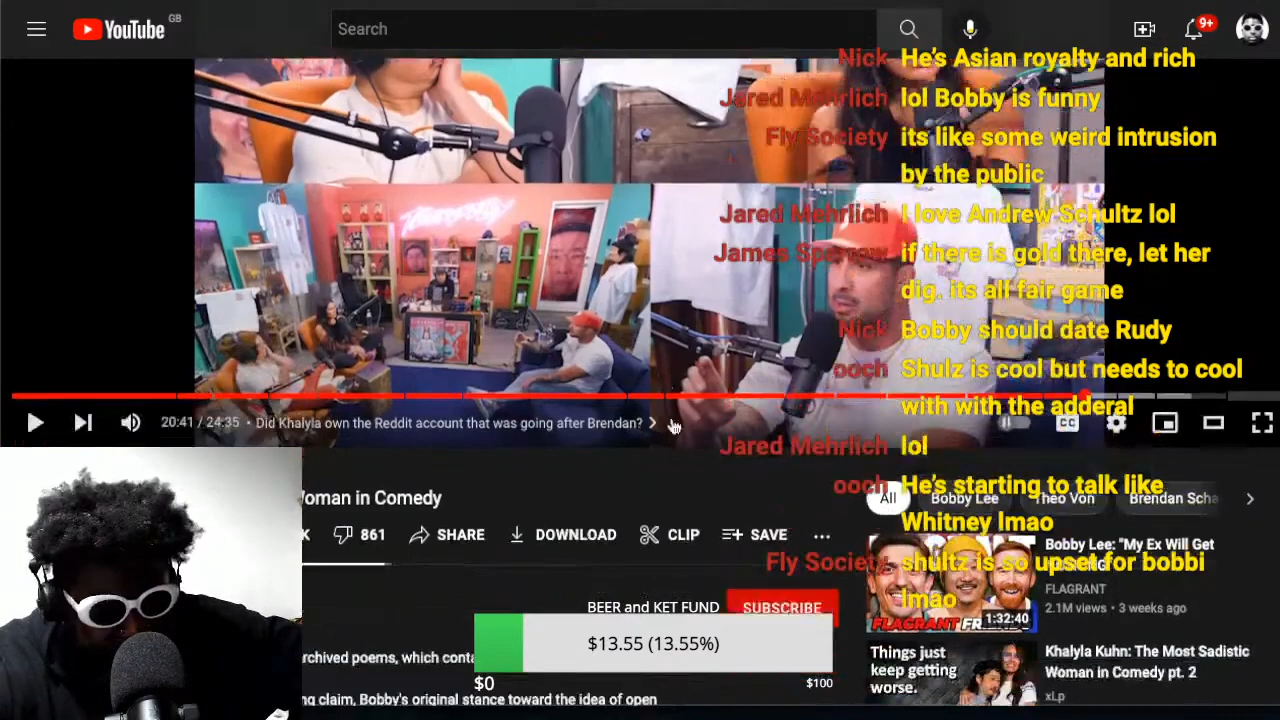 YouTube GB
Search
9+
Nick He's Asian royalty and rich
Jared Mehrlich lol Bobby is funny
Fly Society its like some weird intrusion
by the public
Jared Mehrlich I love Andrew Schultz lol
James Sparrow if there is gold there, let her
dig. its all fair game
Nick Bobby should date Rudy
ooch Shulz is cool but needs to cool
with with the adderal
Jared Mehrlich lol
ooch He's starting to talk like
Whitney lmao
Fly Society shultz is so upset for bobbi
lmao
20:41 / 24:35 • Did Khalyla own the Reddit account that was going after Brendan?
CC
Woman in Comedy
K 861 SHARE DOWNLOAD CLIP SAVE
All Bobby Lee Theo Von Brendan Scha
BEER and KET FUND SUBSCRIBE
$13.55 (13.55%)
$0 $100
rchived poems, which conta
ng claim, Bobby's original stance toward the idea of open
Bobby Lee: "My Ex Will Get
FLAGRANT
2.1M views • 3 weeks ago
FLAGRANT
1:32:40
Things just
keep getting
worse.
Khalyla Kuhn: The Most Sadistic
Woman in Comedy pt. 2
xLp